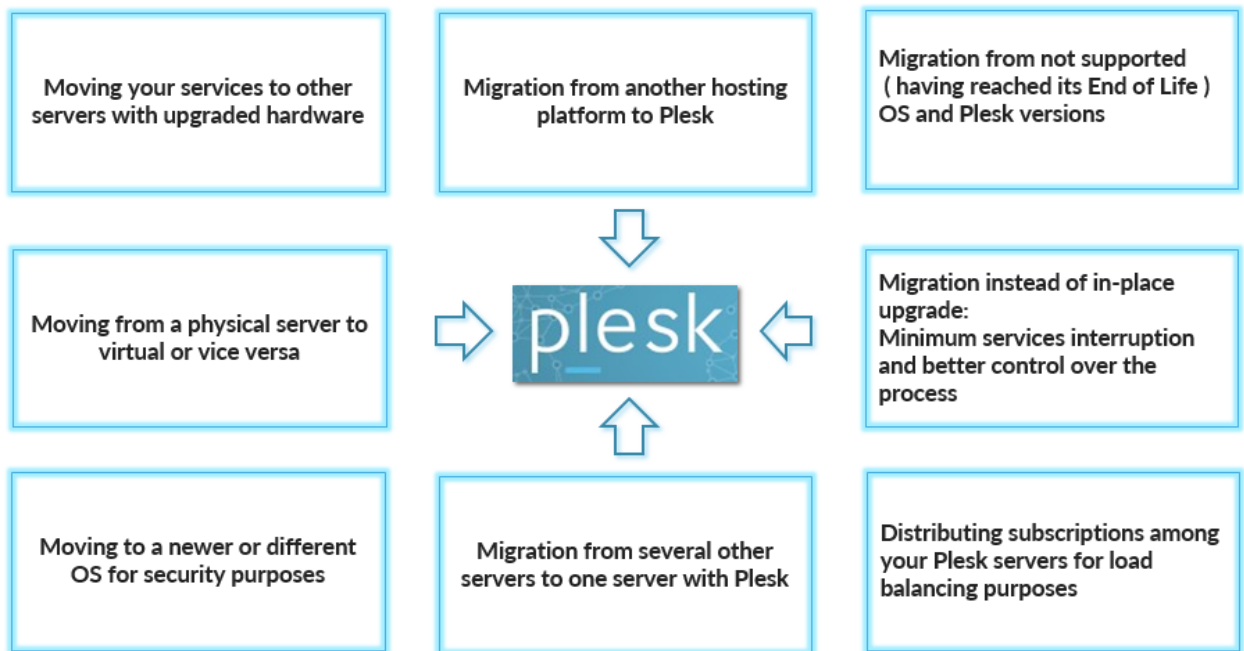 Moving your services to other
servers with upgraded hardware
Migration from another hosting
platform to Plesk
Migration from not supported
( having reached its End of Life )
OS and Plesk versions
Moving from a physical server to
virtual or vice versa
plesk
Migration instead of in-place
upgrade:
Minimum services interruption
and better control over the
process
Moving to a newer or different
OS for security purposes
Migration from several other
servers to one server with Plesk
Distributing subscriptions among
your Plesk servers for load
balancing purposes